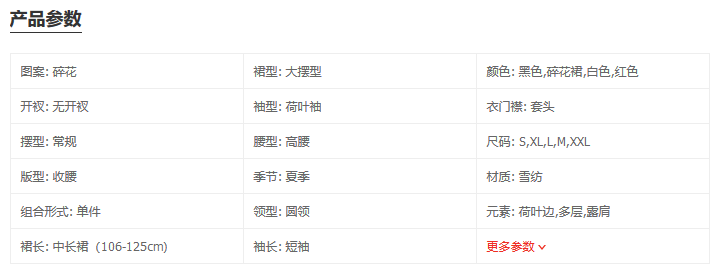 产品参数
图案: 碎花 裙型: 大摆型 颜色: 黑色,碎花裙,白色,红色
开衩: 无开衩 袖型: 荷叶袖 衣门襟: 套头
摆型: 常规 腰型: 高腰 尺码: S,XL,L,M,XXL
版型: 收腰 季节: 夏季 材质: 雪纺
组合形式: 单件 领型: 圆领 元素: 荷叶边,多层,露肩
裙长: 中长裙（106-125cm) 袖长: 短袖 更多参数